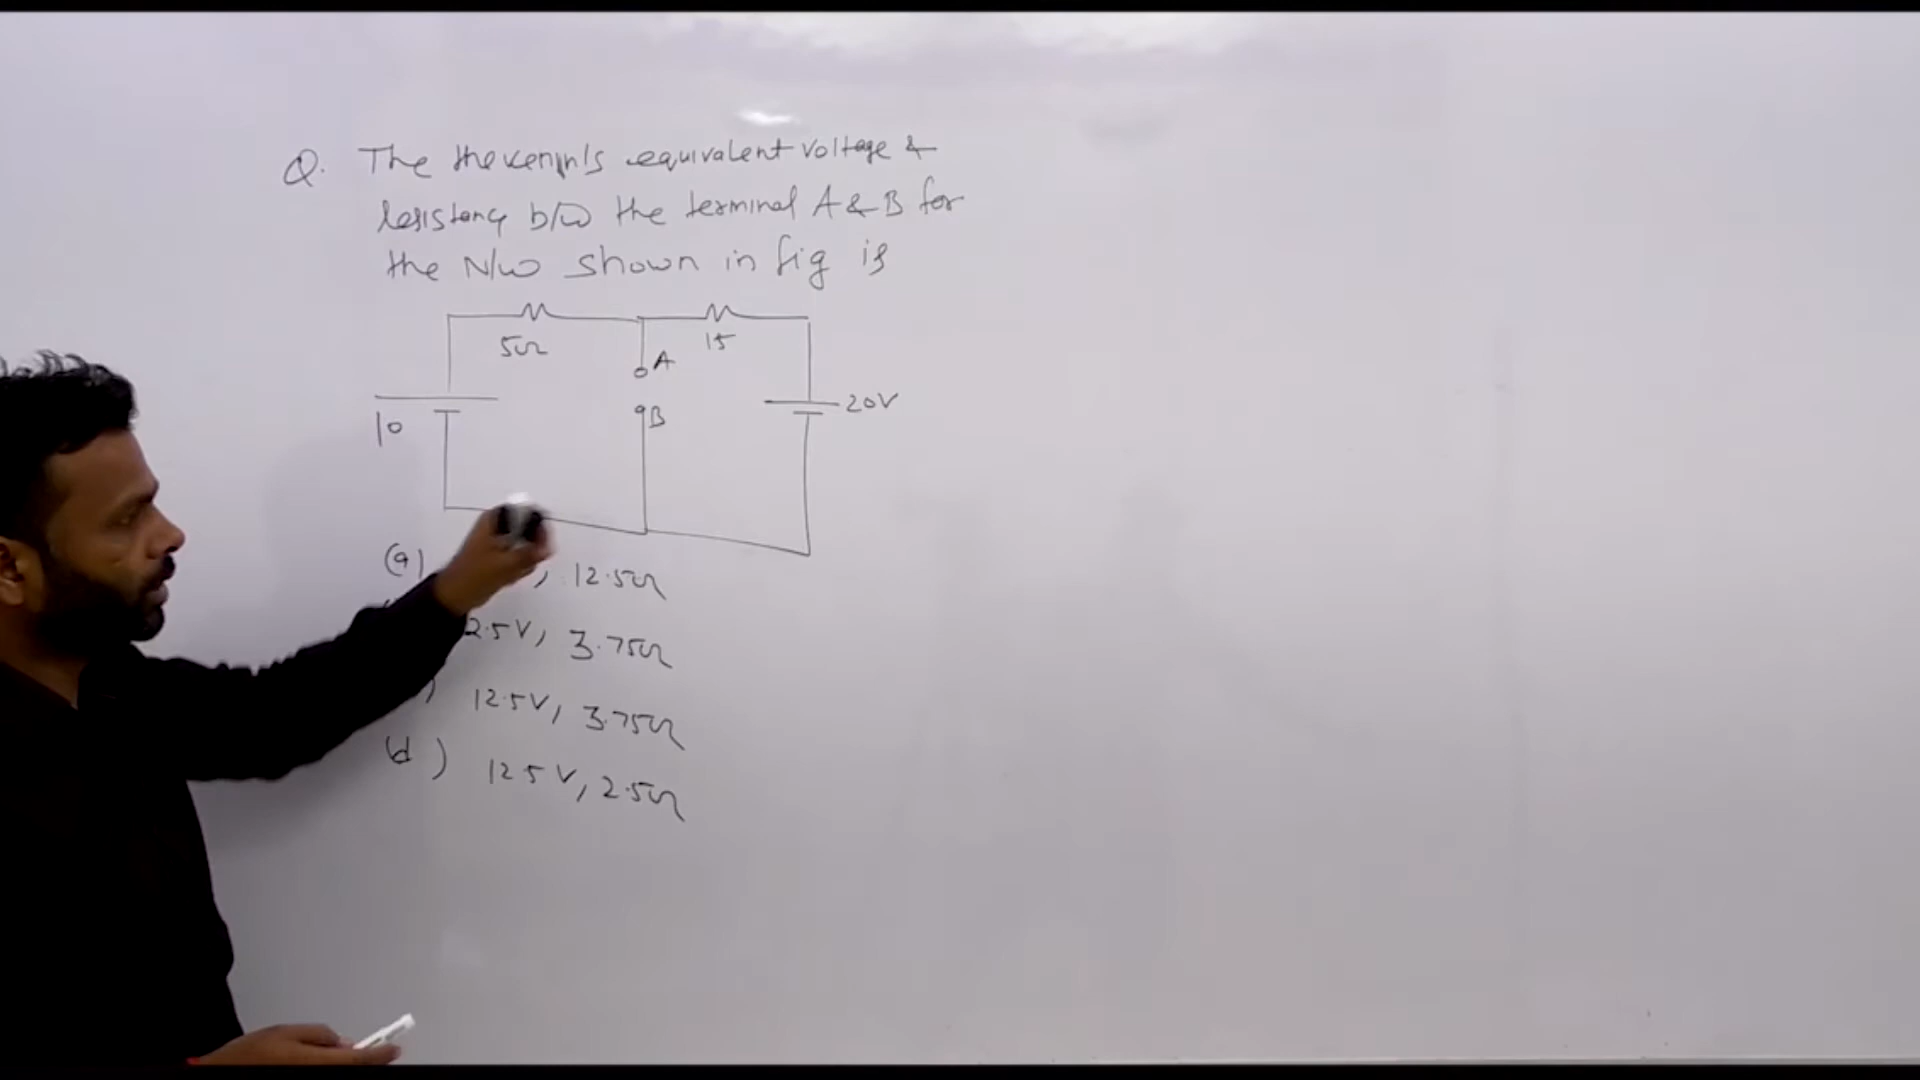 Q. The thevenin's equivalent voltage &
resistance b/w the terminal A & B for
the N/w shown in fig is
5Ω 15
A
10 B 20V
(a) , 12.5Ω
2.5V, 3.75Ω
) 12.5V, 3.75Ω
(d) 12.5V, 2.5Ω